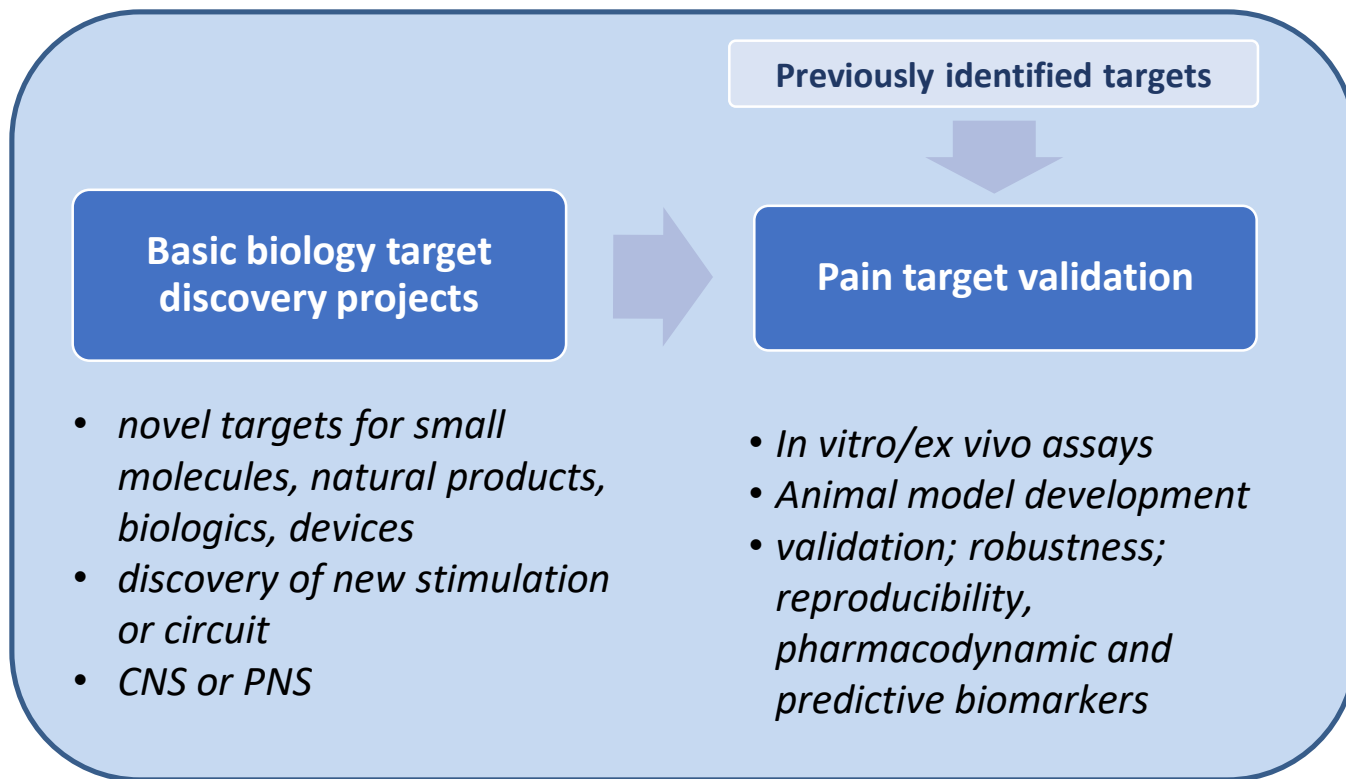 Previously identified targets
Basic biology target
discovery projects
Pain target validation
• novel targets for small
molecules, natural products,
biologics, devices
• discovery of new stimulation
or circuit
• CNS or PNS
• In vitro/ex vivo assays
• Animal model development
• validation; robustness;
reproducibility,
pharmacodynamic and
predictive biomarkers